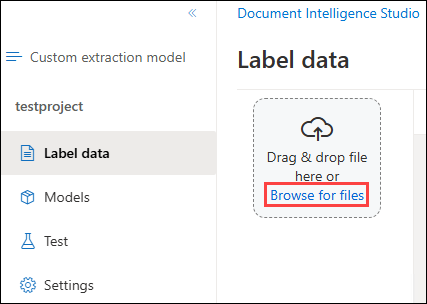 Document Intelligence Studio
Custom extraction model
testproject
Label data
Models
Test
Settings
Label data
Drag & drop file
here or
Browse for files